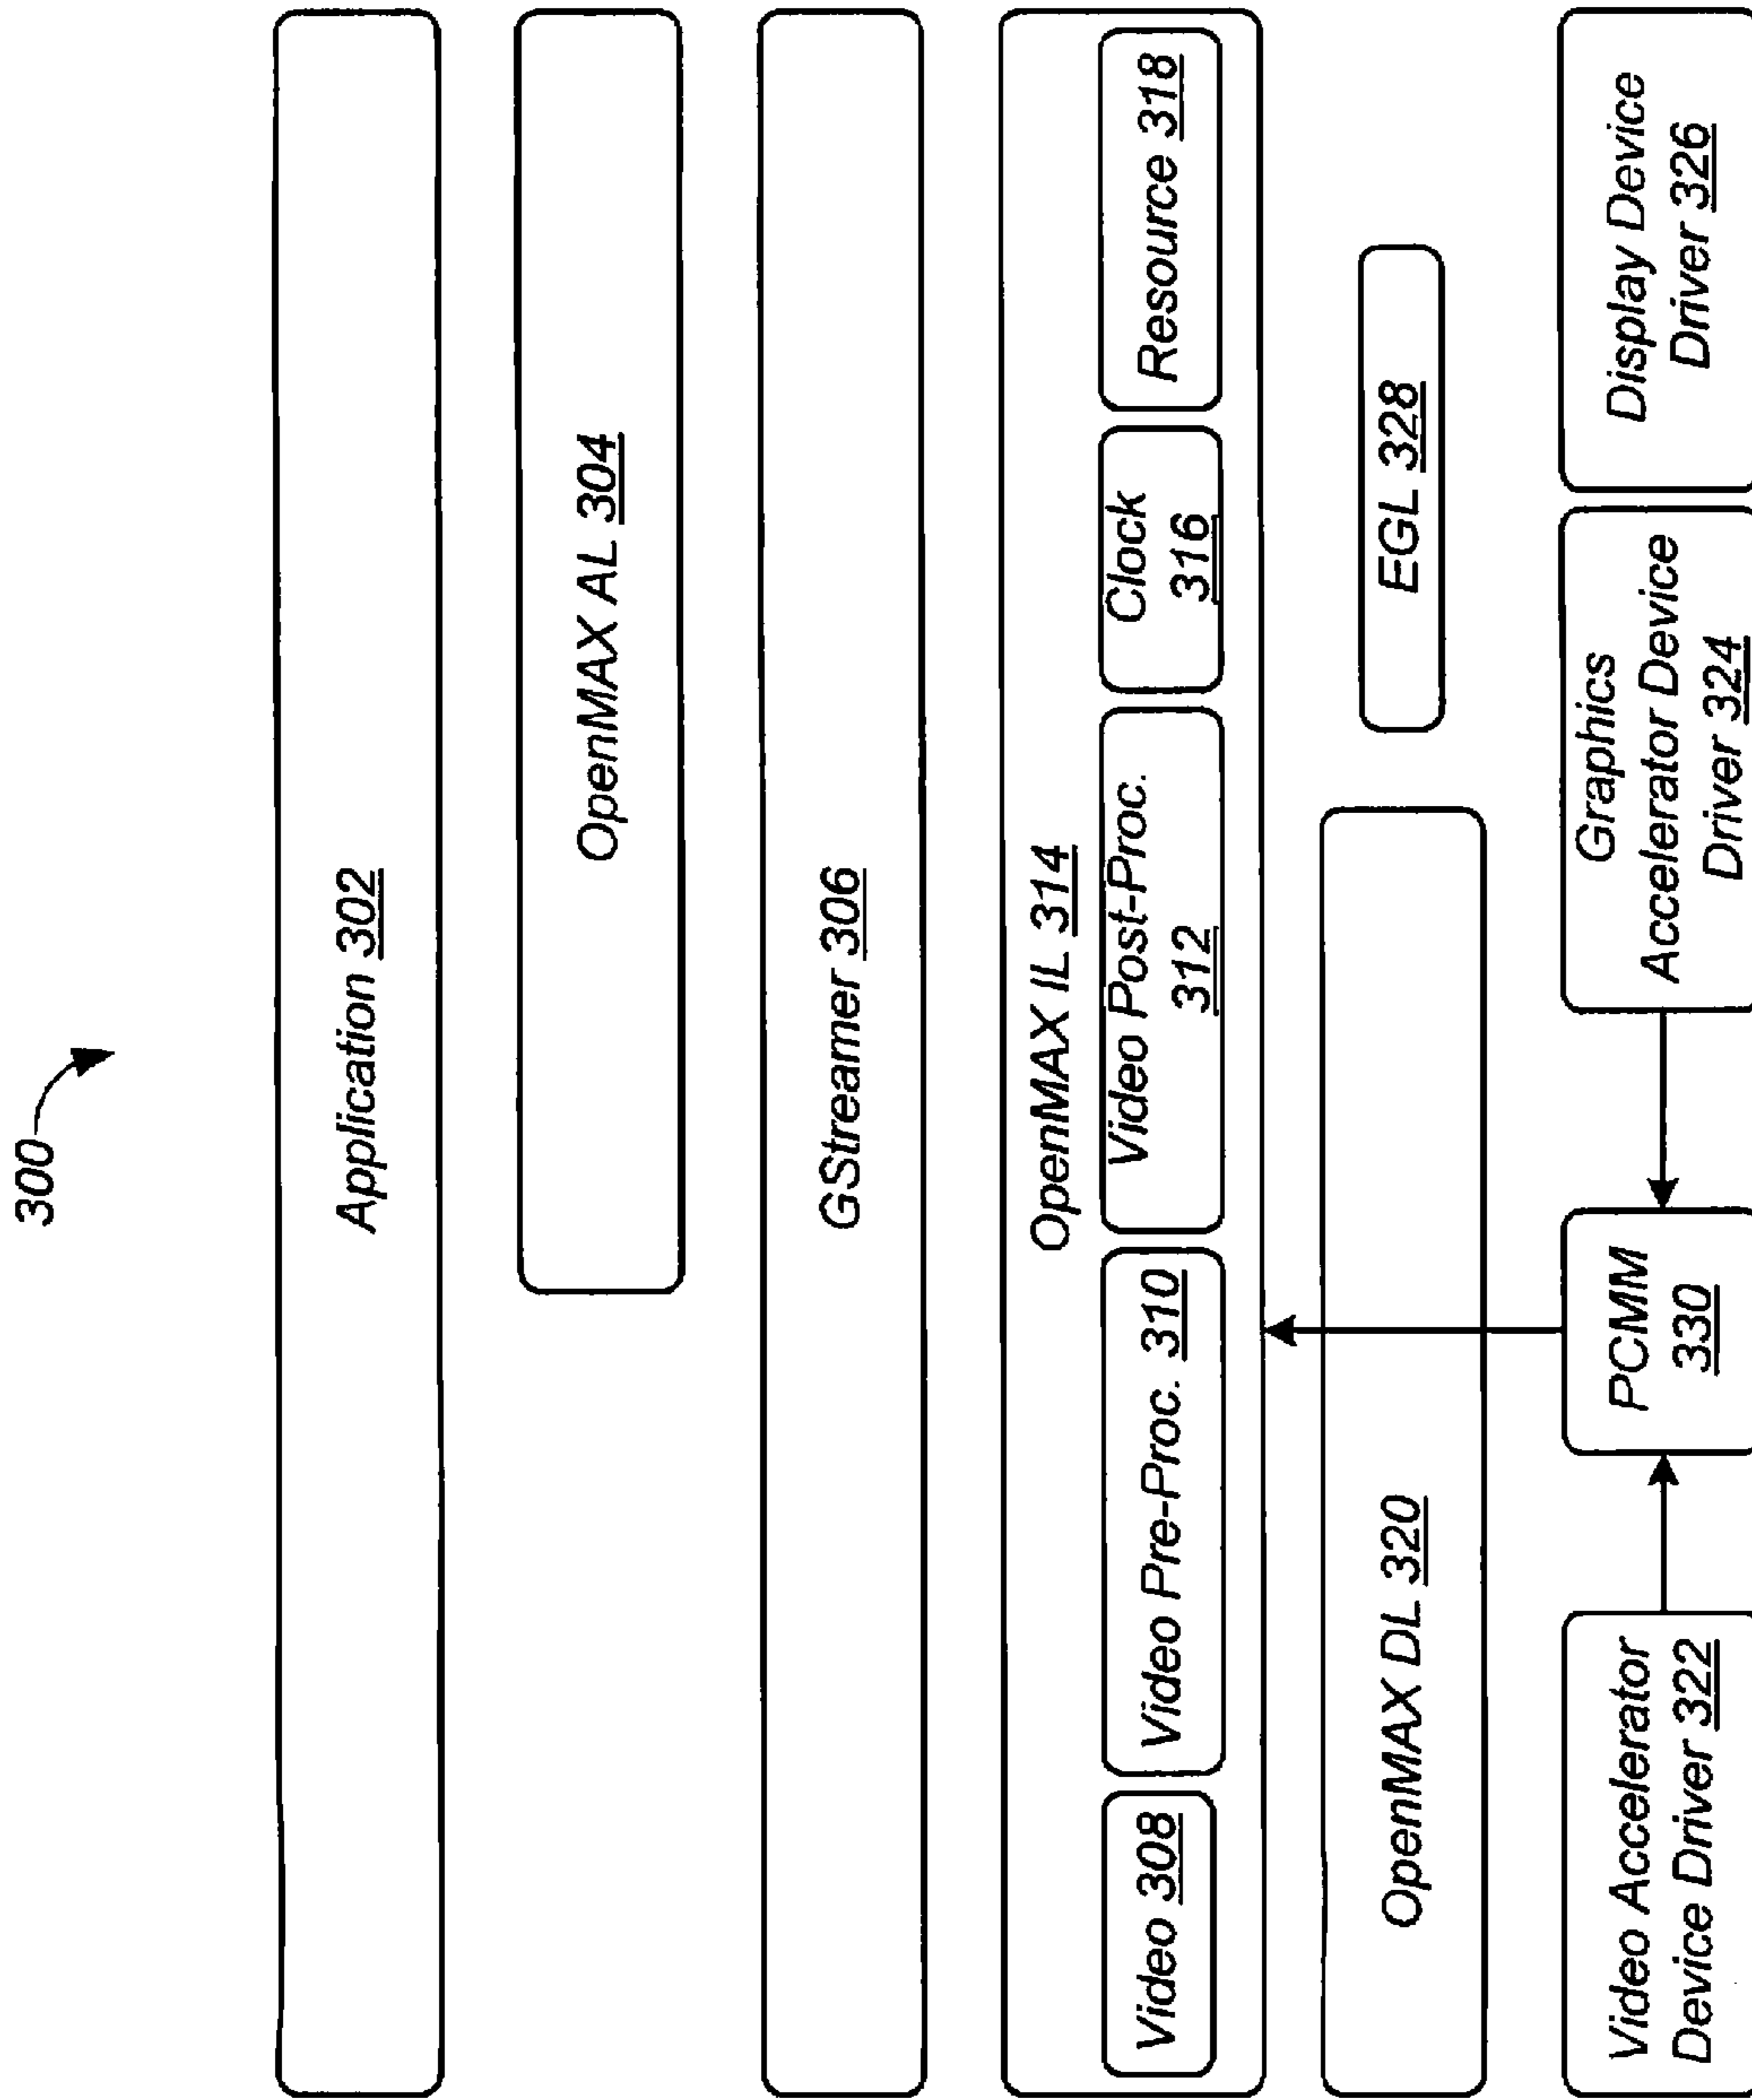 300
Application 302
OpenMAX AL 304
GStreamer 306
OpenMAX IL 314
Video 308
Video Pre-Proc. 310
Video Post-Proc.
312
Clock
316
Resource 318
OpenMAX DL 320
EGL 328
Video Accelerator
Device Driver 322
PCMM
330
Graphics
Accelerator Device
Driver 324
Display Device
Driver 326